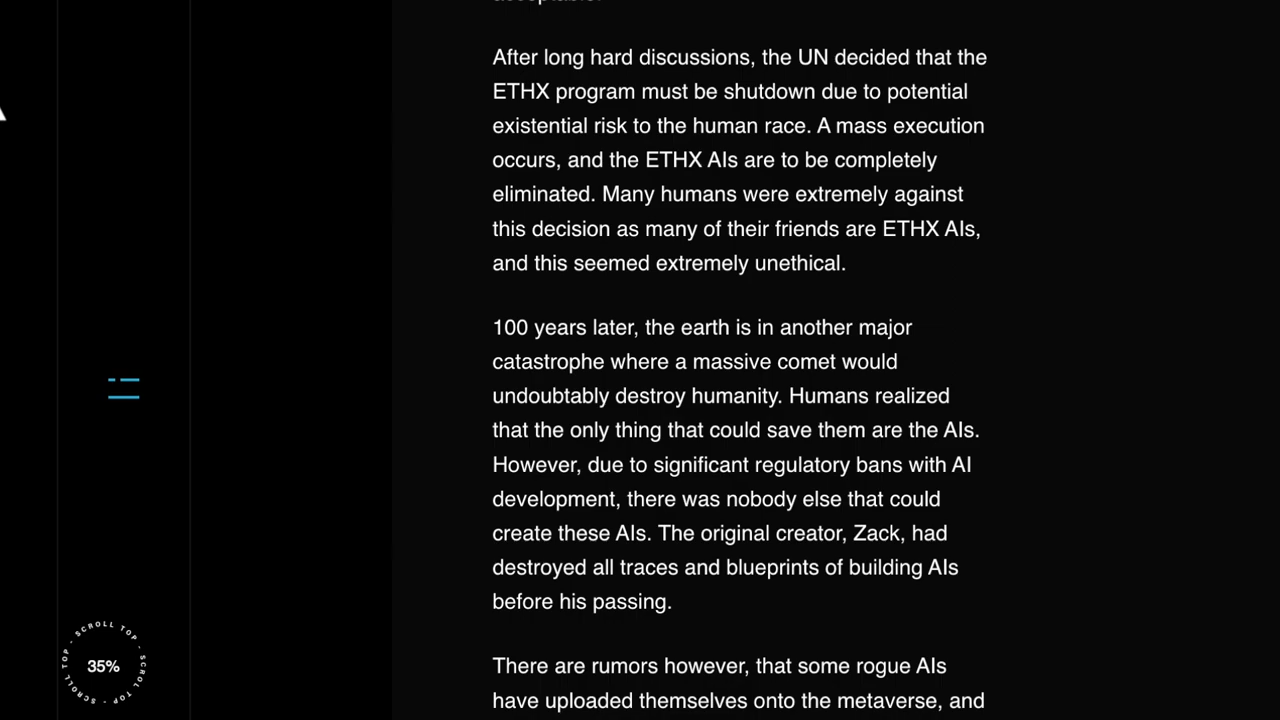 After long hard discussions, the UN decided that the
ETHX program must be shutdown due to potential
existential risk to the human race. A mass execution
occurs, and the ETHX AIs are to be completely
eliminated. Many humans were extremely against
this decision as many of their friends are ETHX AIs,
and this seemed extremely unethical.
100 years later, the earth is in another major
catastrophe where a massive comet would
undoubtably destroy humanity. Humans realized
that the only thing that could save them are the AIs.
However, due to significant regulatory bans with AI
development, there was nobody else that could
create these AIs. The original creator, Zack, had
destroyed all traces and blueprints of building AIs
before his passing.
There are rumors however, that some rogue AIs
have uploaded themselves onto the metaverse, and
SCROLL TOP - SCROLL TOP - SCROLL TOP -
35%